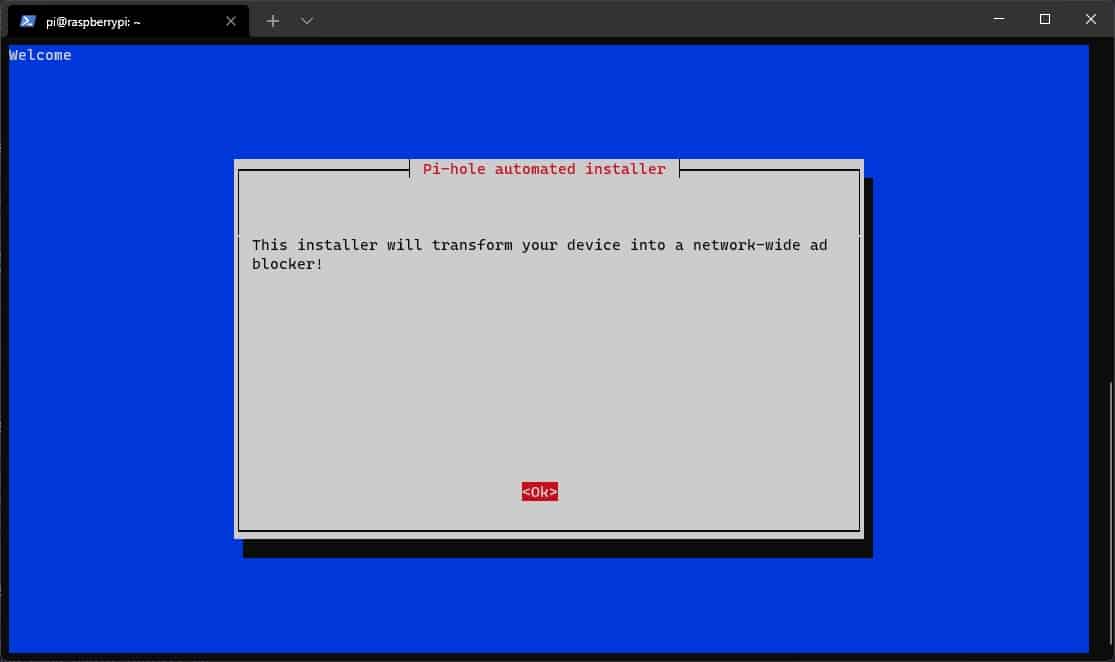 pi@raspberrypi: ~
Welcome
Pi-hole automated installer
This installer will transform your device into a network-wide ad
blocker!
<Ok>